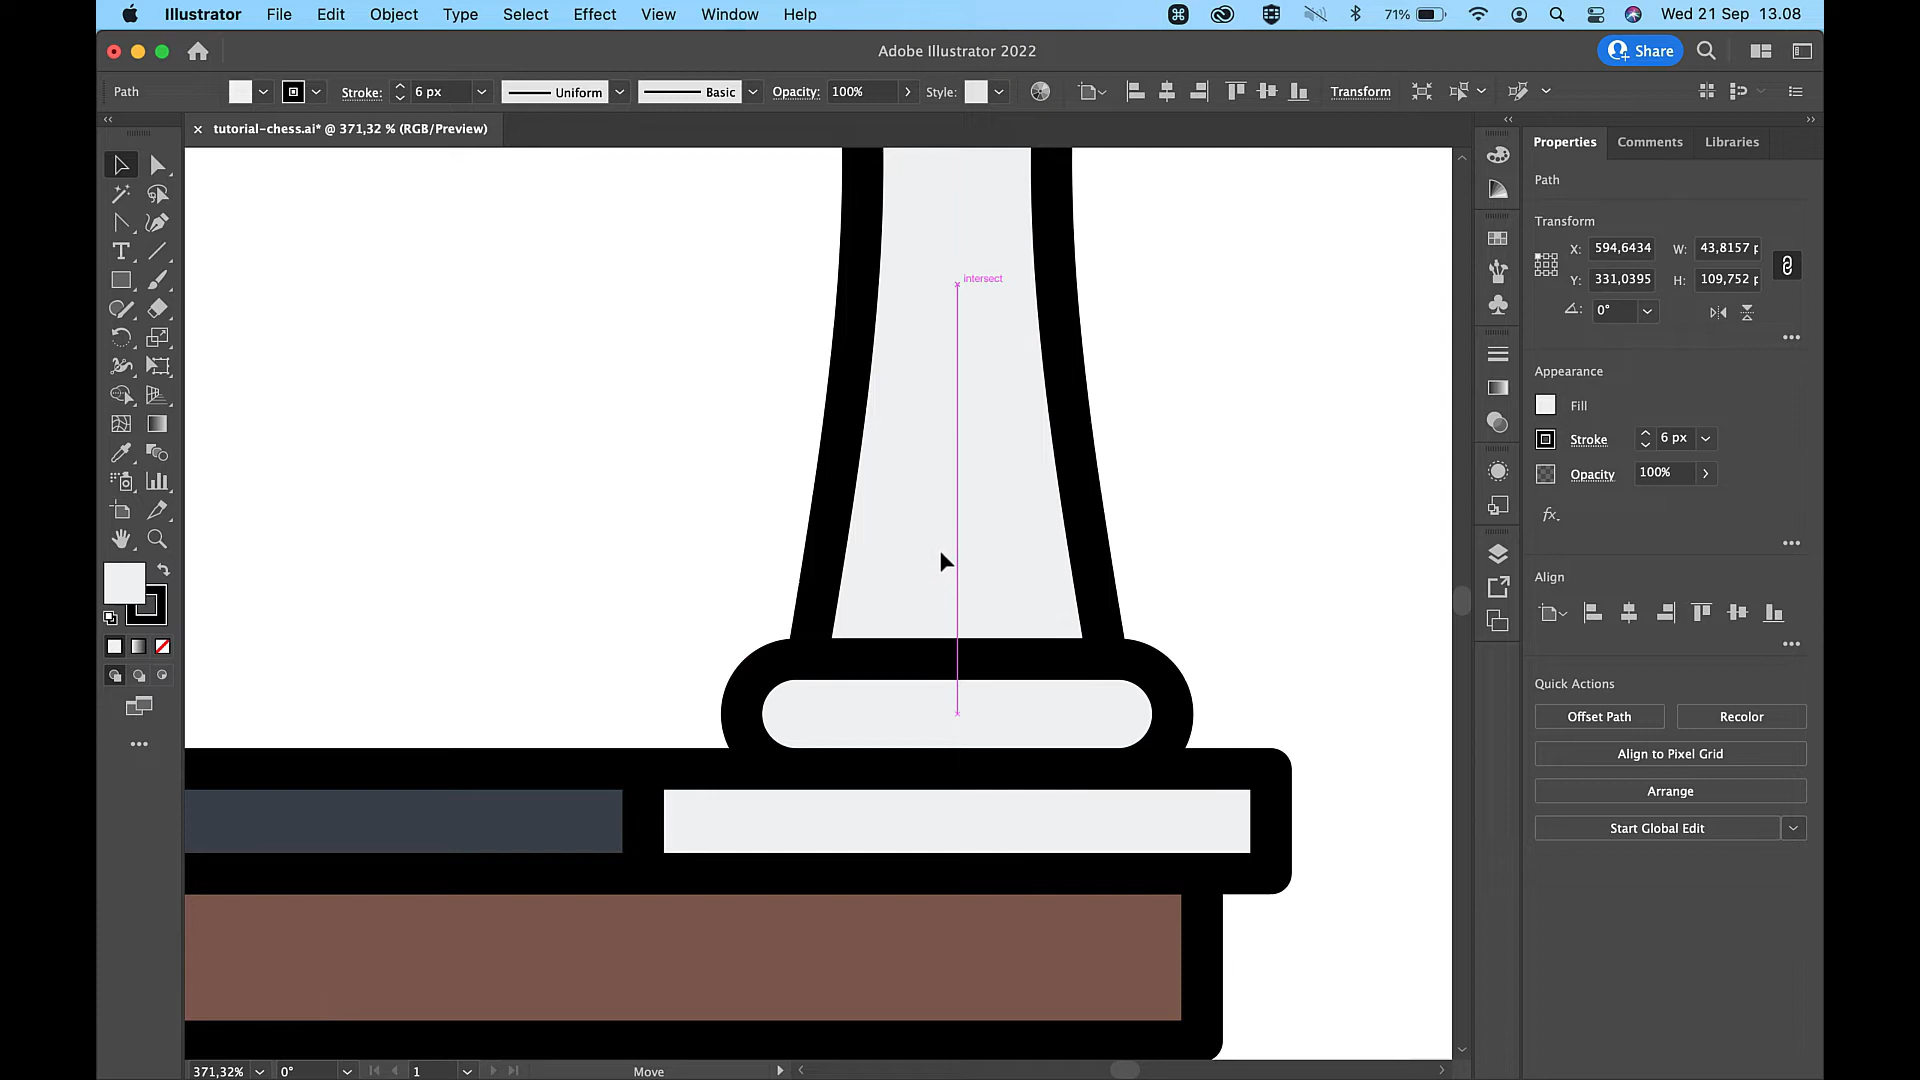 Illustrator File Edit Object Type Select Effect View Window Help 71% Wed 21 Sep 13.08
Adobe Illustrator 2022
Share
Path Stroke: 6 px Uniform Basic Opacity: 100% Style: Transform
tutorial-chess.ai* @ 371,32 % (RGB/Preview)
Properties Comments Libraries
Path
Transform
X: 594,6434 W: 43,8157 p
Y: 331,0395 H: 109,752 p
0°
Appearance
Fill
Stroke 6 px
Opacity 100%
fx.
Align
Quick Actions
Offset Path Recolor
Align to Pixel Grid
Arrange
Start Global Edit
intersect
371,32% 0° 1 Move